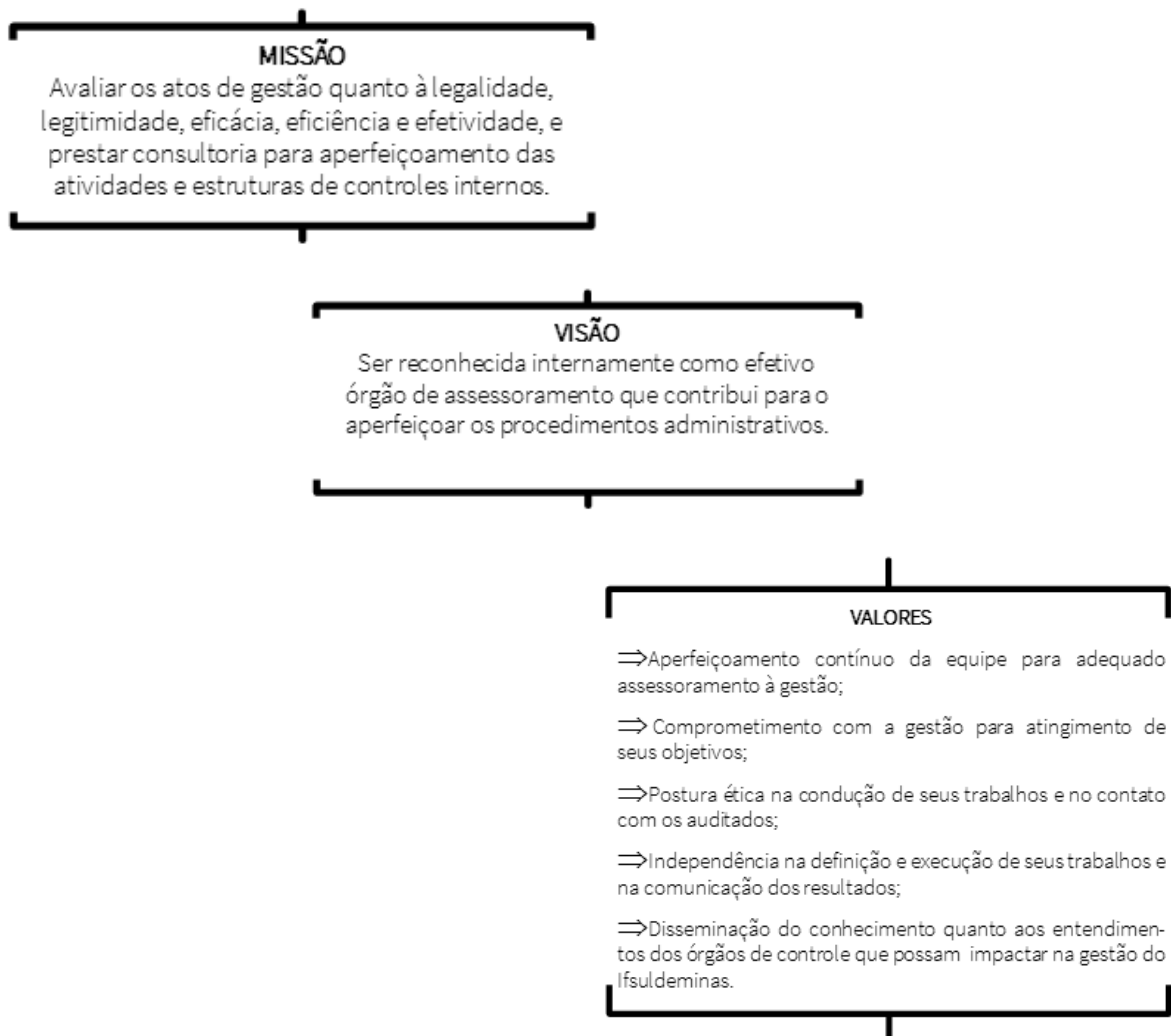 MISSÃO
Avaliar os atos de gestão quanto à legalidade,
legitimidade, eficácia, eficiência e efetividade, e
prestar consultoria para aperfeiçoamento das
atividades e estruturas de controles internos.
VISÃO
Ser reconhecida internamente como efetivo
órgão de assessoramento que contribui para o
aperfeiçoar os procedimentos administrativos.
VALORES
⇒Aperfeiçoamento contínuo da equipe para adequado
assessoramento à gestão;
⇒ Comprometimento com a gestão para atingimento de
seus objetivos;
⇒Postura ética na condução de seus trabalhos e no contato
com os auditados;
⇒Independência na definição e execução de seus trabalhos e
na comunicação dos resultados;
⇒Disseminação do conhecimento quanto aos entendimen-
tos dos órgãos de controle que possam impactar na gestão do
Ifsuldeminas.